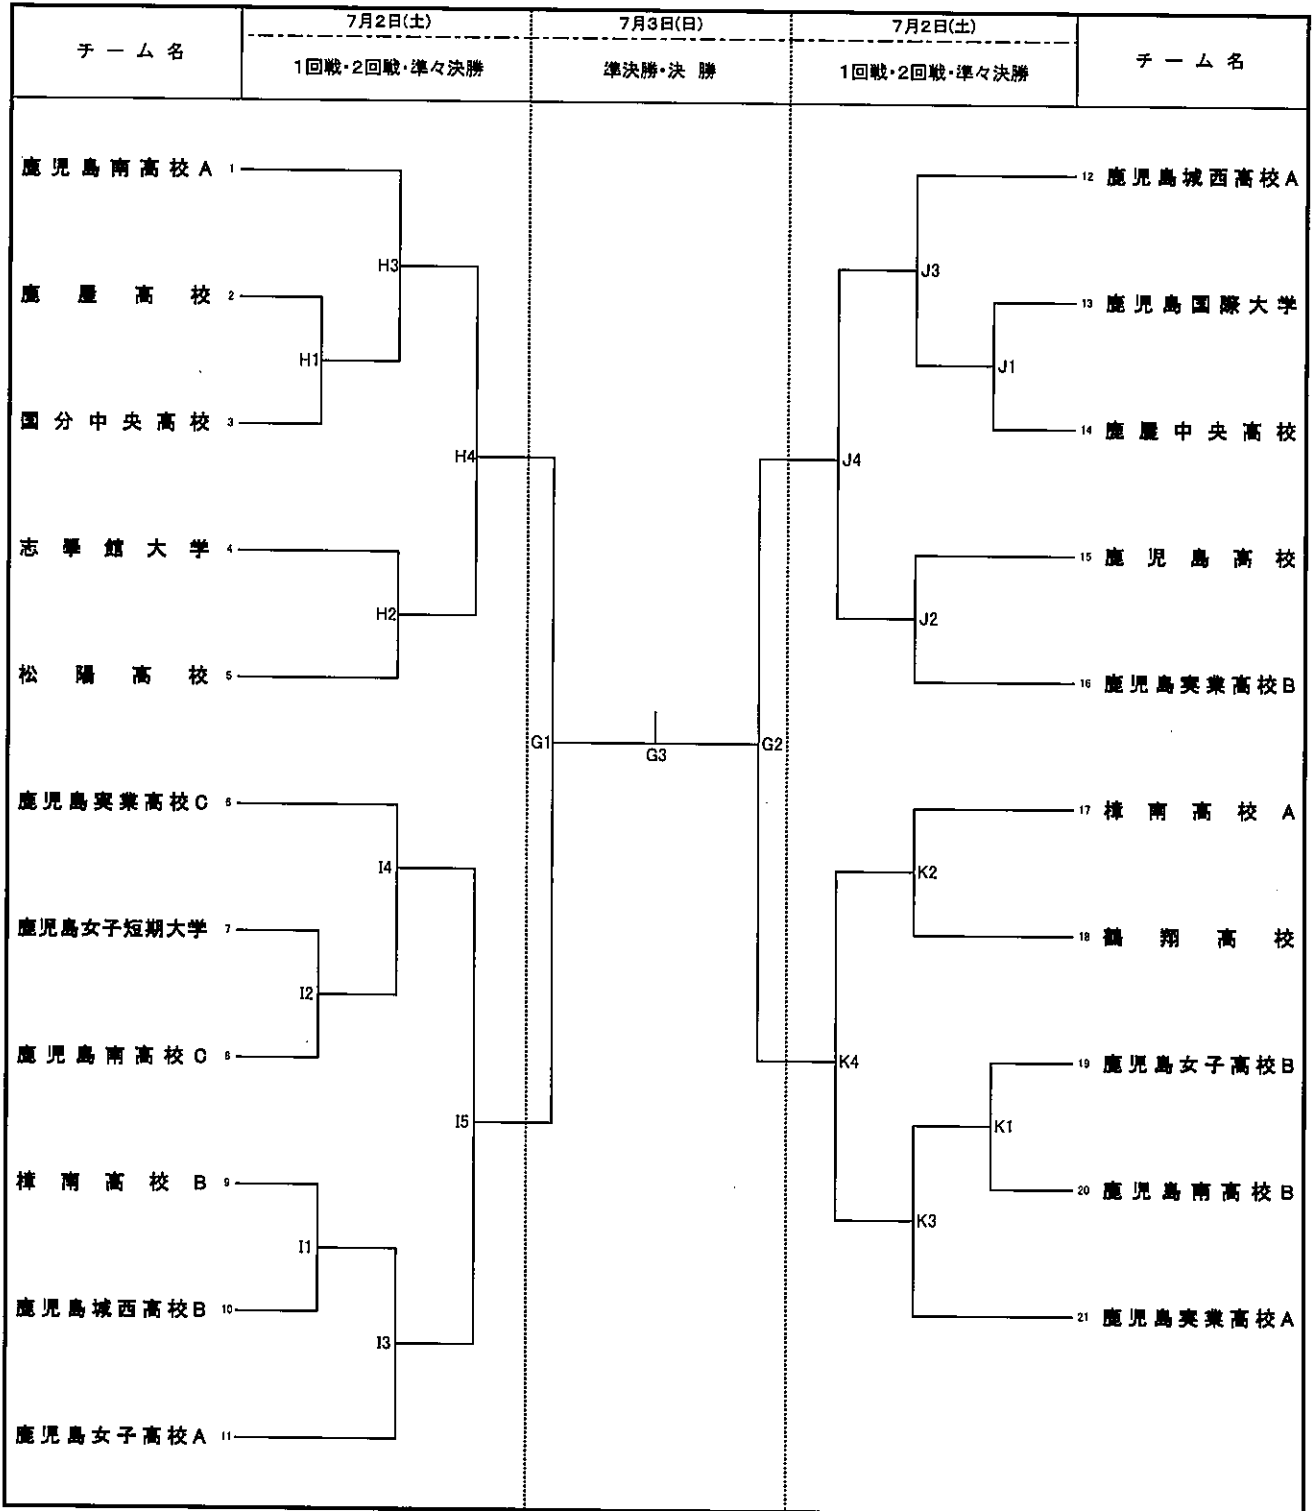 チーム名
7月2日(土)
1回戦・2回戦・準々決勝
7月3日(日)
準決勝・決 勝
7月2日(土)
1回戦・2回戦・準々決勝
チーム名
鹿児島南高校A 1
鹿屋高校 2
国分中央高校 3
志學館大学 4
松陽高校 5
鹿児島実業高校C 6
鹿児島女子短期大学 7
鹿児島南高校C 8
樟南高校B 9
鹿児島城西高校B 10
鹿児島女子高校A 11
H3
H1
H4
H2
I4
I2
I5
I1
I3
G1
G3
G2
J3
J1
J4
J2
K2
K4
K1
K3
12 鹿児島城西高校A
13 鹿児島国際大学
14 鹿屋中央高校
15 鹿児島高校
16 鹿児島実業高校B
17 樟南高校A
18 鶴翔高校
19 鹿児島女子高校B
20 鹿児島南高校B
21 鹿児島実業高校A